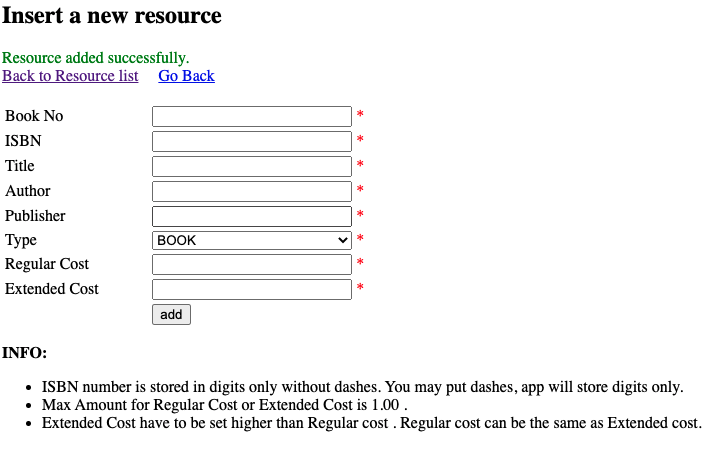 Insert a new resource
Resource added successfully.
Back to Resource list Go Back
Book No *
ISBN *
Title *
Author *
Publisher *
Type BOOK *
Regular Cost *
Extended Cost *
add
INFO:
• ISBN number is stored in digits only without dashes. You may put dashes, app will store digits only.
• Max Amount for Regular Cost or Extended Cost is 1.00 .
• Extended Cost have to be set higher than Regular cost . Regular cost can be the same as Extended cost.